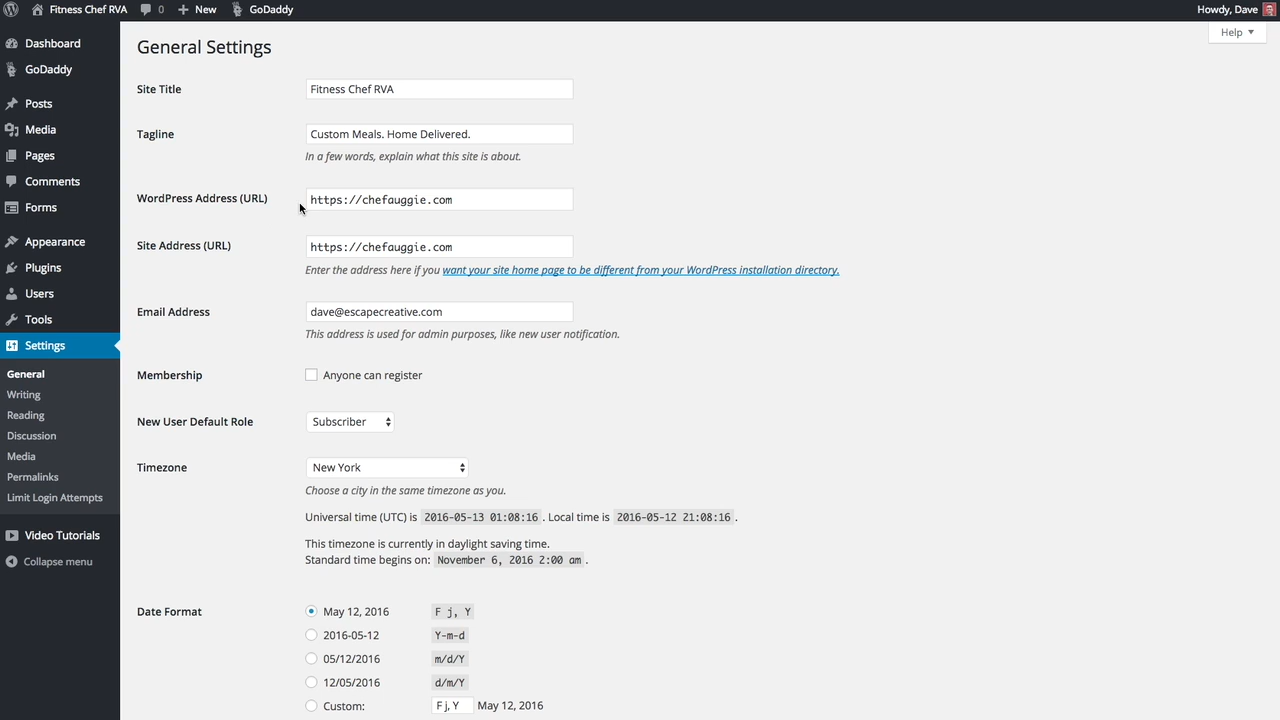 Fitness Chef RVA 0 + New GoDaddy Howdy, Dave
Help
Dashboard
GoDaddy
Posts
Media
Pages
Comments
Forms
Appearance
Plugins
Users
Tools
Settings
General
Writing
Reading
Discussion
Media
Permalinks
Limit Login Attempts
Video Tutorials
Collapse menu
General Settings
Site Title Fitness Chef RVA
Tagline Custom Meals. Home Delivered.
In a few words, explain what this site is about.
WordPress Address (URL) https://chefauggie.com
Site Address (URL) https://chefauggie.com
Enter the address here if you want your site home page to be different from your WordPress installation directory.
Email Address dave@escapecreative.com
This address is used for admin purposes, like new user notification.
Membership Anyone can register
New User Default Role Subscriber
Timezone New York
Choose a city in the same timezone as you.
Universal time (UTC) is 2016-05-13 01:08:16 . Local time is 2016-05-12 21:08:16 .
This timezone is currently in daylight saving time.
Standard time begins on: November 6, 2016 2:00 am .
Date Format May 12, 2016 F j, Y
2016-05-12 Y-m-d
05/12/2016 m/d/Y
12/05/2016 d/m/Y
Custom: F j, Y May 12, 2016